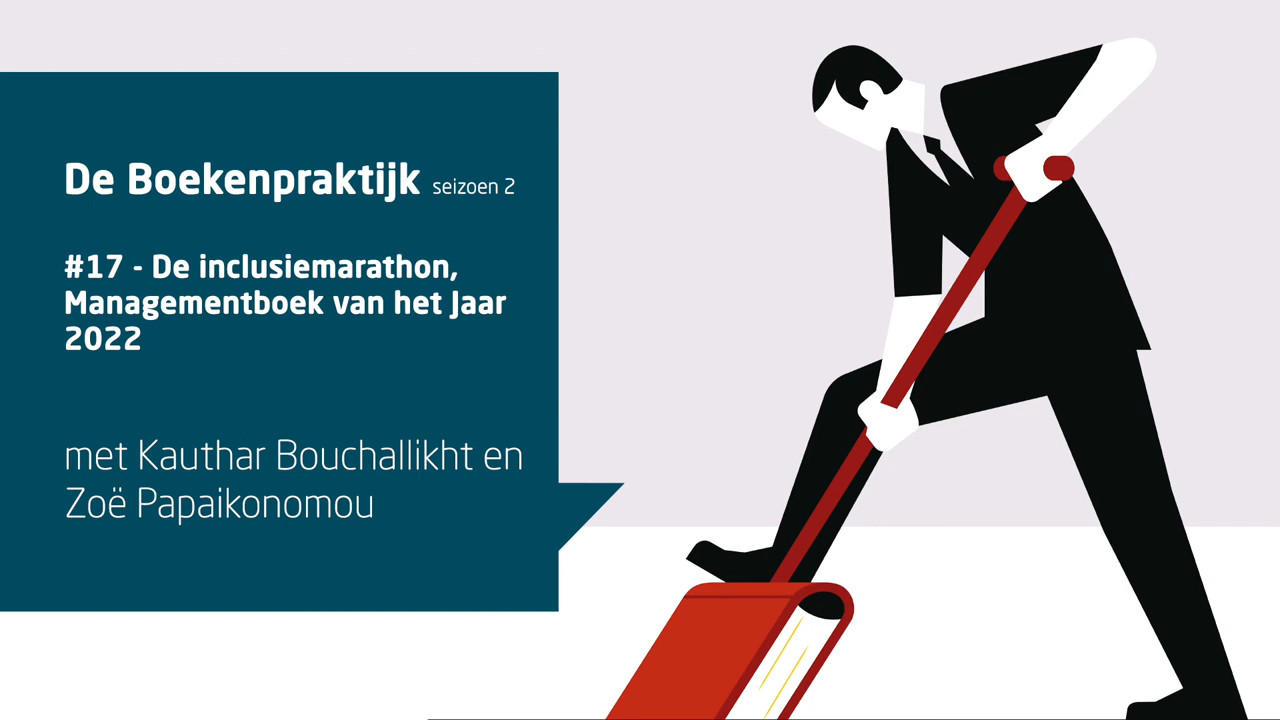 De Boekenpraktijk seizoen 2
#17 - De inclusiemarathon,
Managementboek van het Jaar
2022
met Kauthar Bouchallikht en
Zoë Papaikonomou